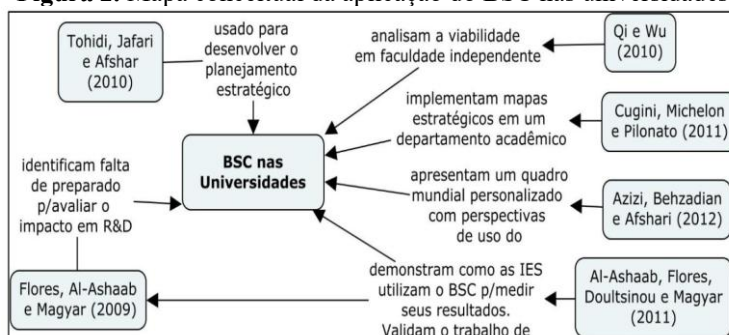 Figura 2. Mapa conceitual da aplicação do BSC nas universidades
Tohidi, Jafari
e Afshar
(2010)
usado para
desenvolver o
planejamento
estratégico
analisam a viabilidade
em faculdade independente
Qi e Wu
(2010)
implementam mapas
estratégicos em um
departamento acadêmico
Cugini, Michelon
e Pilonato (2011)
BSC nas
Universidades
identificam falta
de preparado
p/avaliar o
impacto em R&D
apresentam um quadro
mundial personalizado
com perspectivas
de uso do
Azizi, Behzadian
e Afshari (2012)
Flores, Al-Ashaab
e Magyar (2009)
demonstram como as IES
utilizam o BSC p/medir
seus resultados.
Validam o trabalho de
Al-Ashaab, Flores,
Doultsinou e Magyar
(2011)